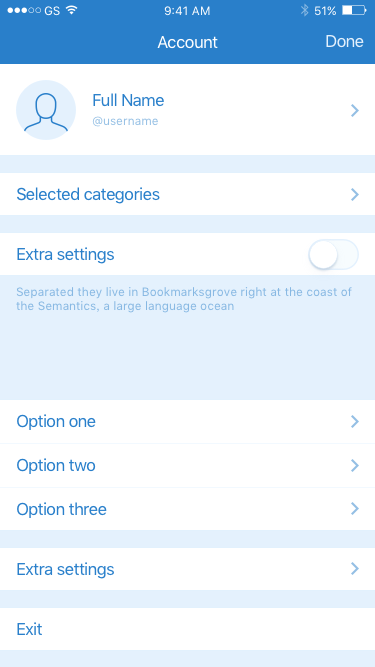 GS 9:41 AM 51%
Account Done
Full Name
@username
Selected categories
Extra settings
Separated they live in Bookmarksgrove right at the coast of
the Semantics, a large language ocean
Option one
Option two
Option three
Extra settings
Exit